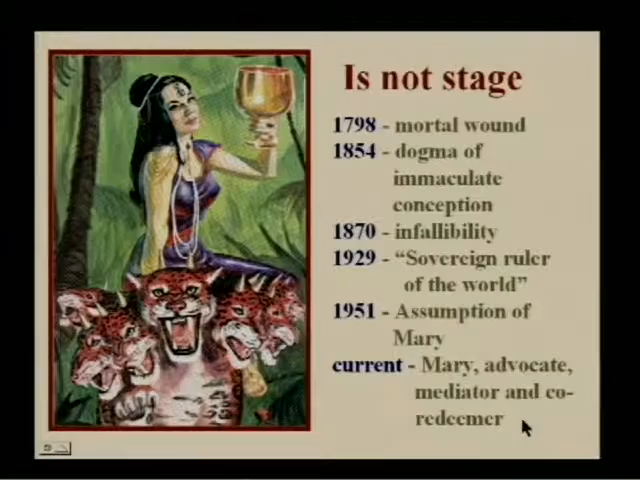 Is not stage
1798 - mortal wound
1854 - dogma of
immaculate
conception
1870 - infallibility
1929 - “Sovereign ruler
of the world”
1951 - Assumption of
Mary
current - Mary, advocate,
mediator and co-
redeemer